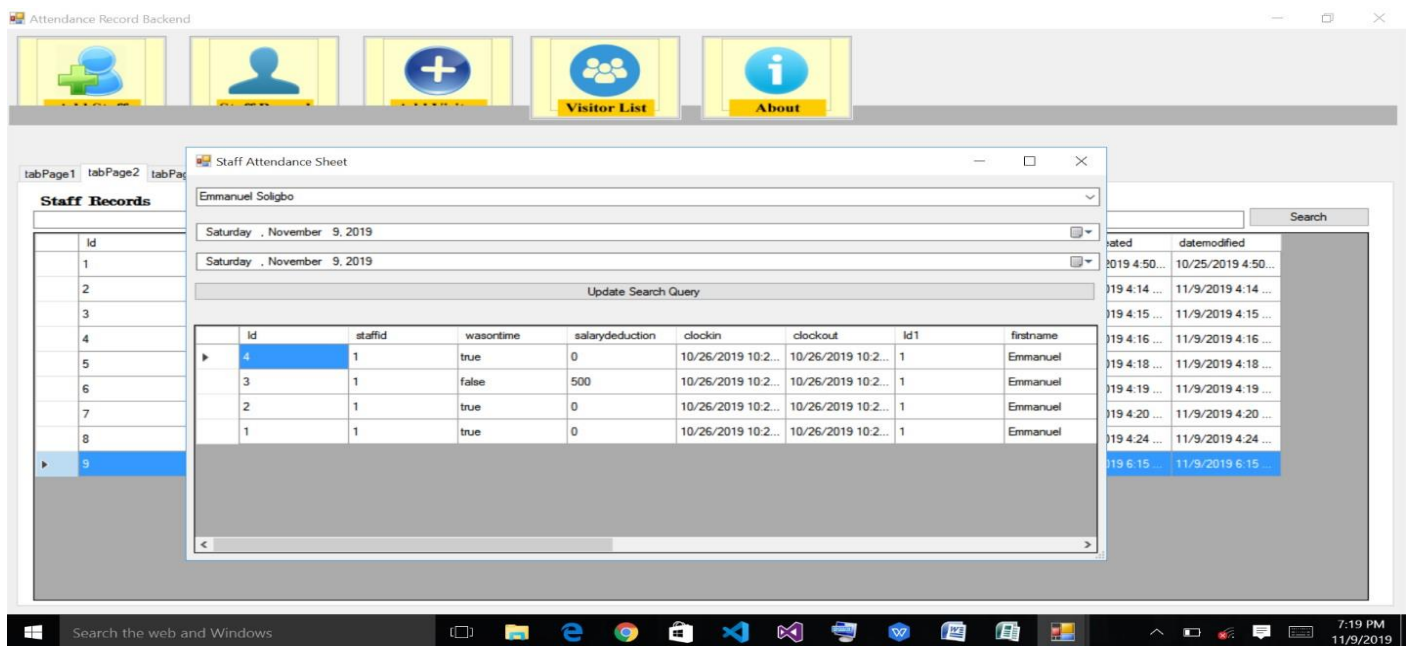 Attendance Record Backend
Visitor List About
Staff Attendance Sheet
tabPage1 tabPage2
Emmanuel Soligbo
Staff Records
Saturday , November 9, 2019
Search
Saturday , November 9, 2019
Update Search Query
Id datemodified
1 10/25/2019 4:50...
2 11/9/2019 4:14 ...
3 11/9/2019 4:15 ...
4 11/9/2019 4:16 ...
5 11/9/2019 4:18 ...
6 11/9/2019 4:19 ...
7 11/9/2019 4:20 ...
8 11/9/2019 4:24 ...
9 11/9/2019 6:15 ...
Id staffid wasontime salarydeduction clockin clockout Id1 firstname
4 1 true 0 10/26/2019 10:2... 10/26/2019 10:2... 1 Emmanuel
3 1 false 500 10/26/2019 10:2... 10/26/2019 10:2... 1 Emmanuel
2 1 true 0 10/26/2019 10:2... 10/26/2019 10:2... 1 Emmanuel
1 1 true 0 10/26/2019 10:2... 10/26/2019 10:2... 1 Emmanuel
Search the web and Windows
7:19 PM
11/9/2019